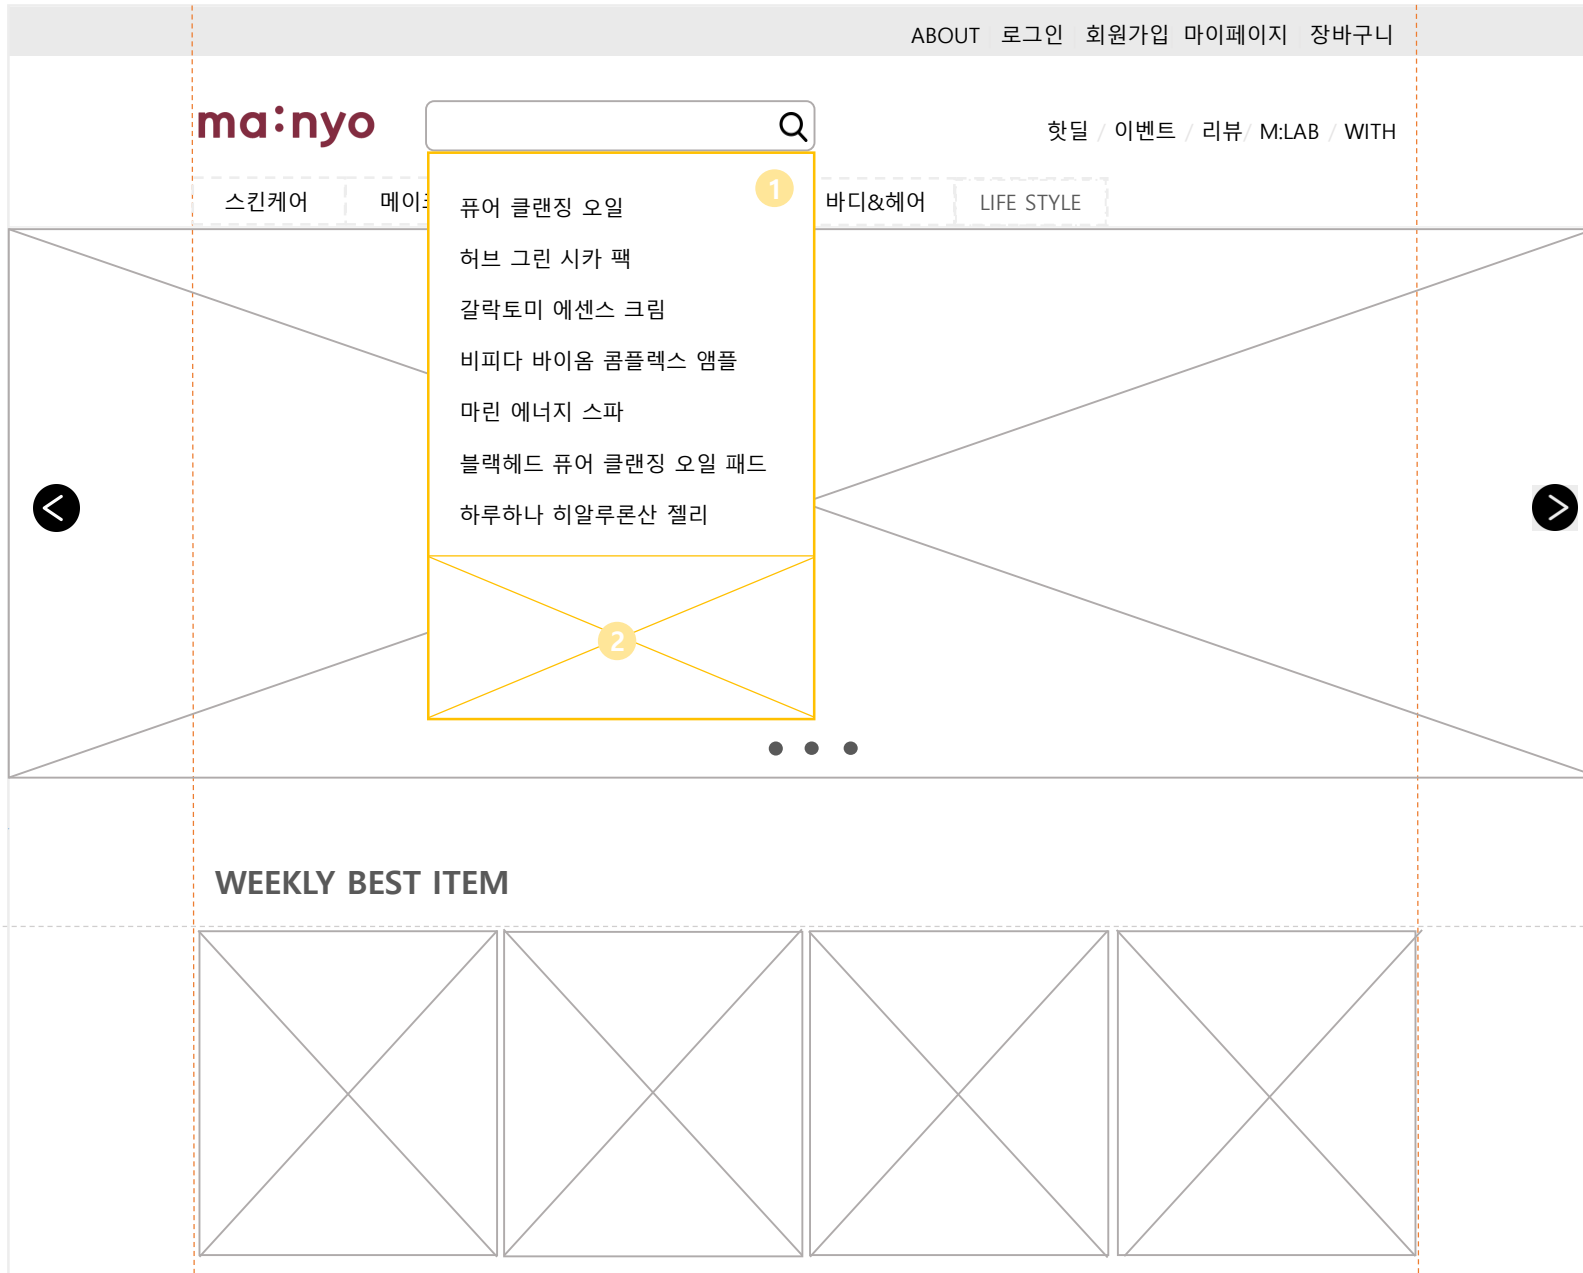 ABOUT 로그인 회원가입 마이페이지 장바구니
ma:nyo
핫딜 / 이벤트 / 리뷰 / M:LAB / WITH
스킨케어 바디&헤어 LIFE STYLE
1
퓨어 클랜징 오일
허브 그린 시카 팩
갈락토미 에센스 크림
비피다 바이옴 콤플렉스 앰플
마린 에너지 스파
블랙헤드 퓨어 클랜징 오일 패드
하루하나 히알루론산 젤리
2
WEEKLY BEST ITEM